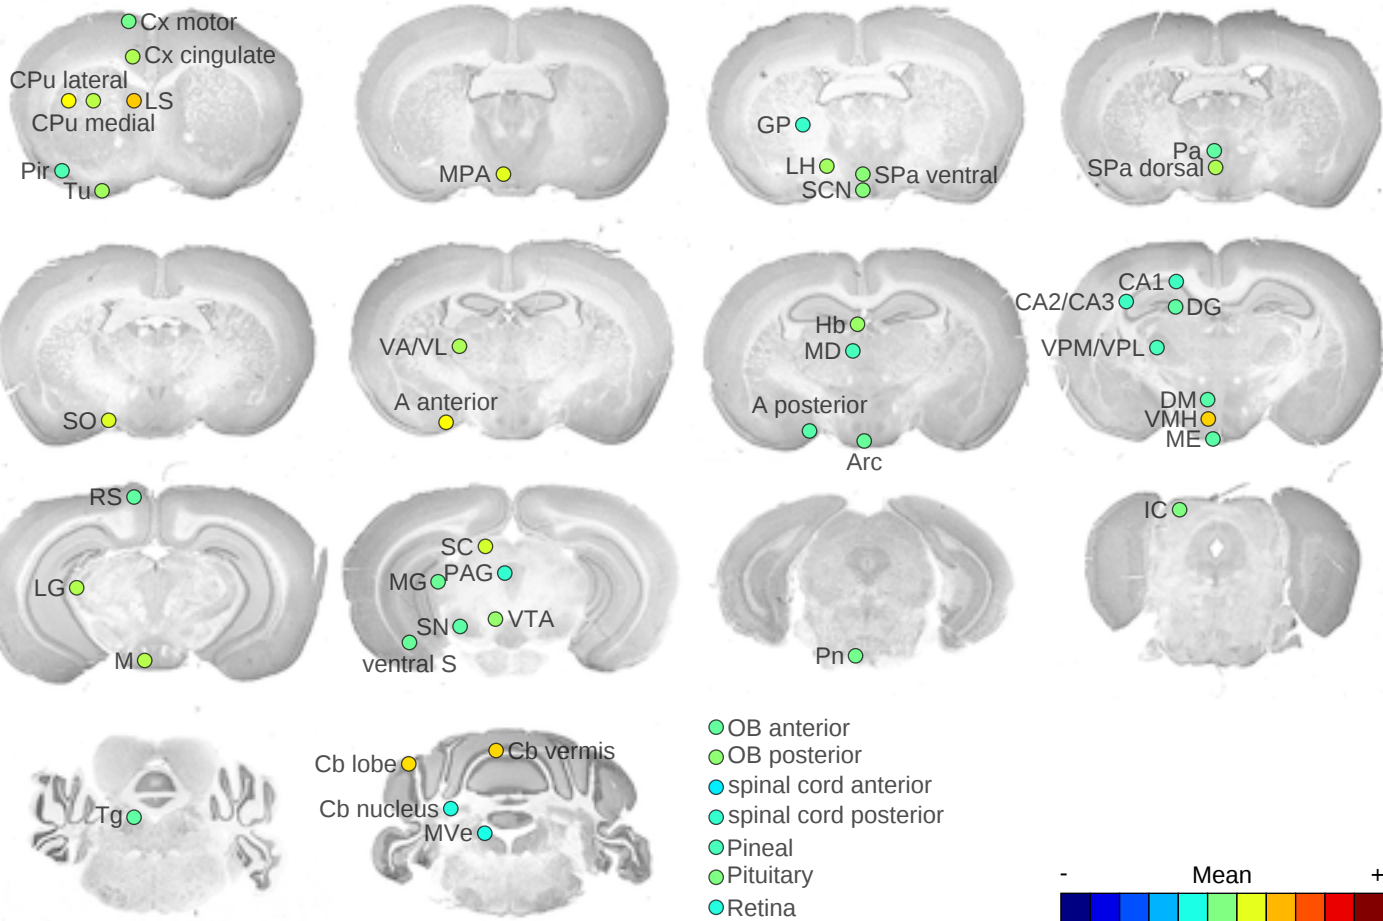 Cx motor
Cx cingulate
CPu lateral
LS
CPu medial
Pir
Tu
MPA
GP
LH
SPa ventral
SCN
Pa
SPa dorsal
SO
VA/VL
A anterior
Hb
MD
A posterior
Arc
CA1
CA2/CA3
DG
VPM/VPL
DM
VMH
ME
RS
LG
M
SC
MG
PAG
SN
VTA
ventral S
Pn
IC
Tg
Cb lobe
Cb vermis
Cb nucleus
MVe
OB anterior
OB posterior
spinal cord anterior
spinal cord posterior
Pineal
Pituitary
Retina
- Mean +